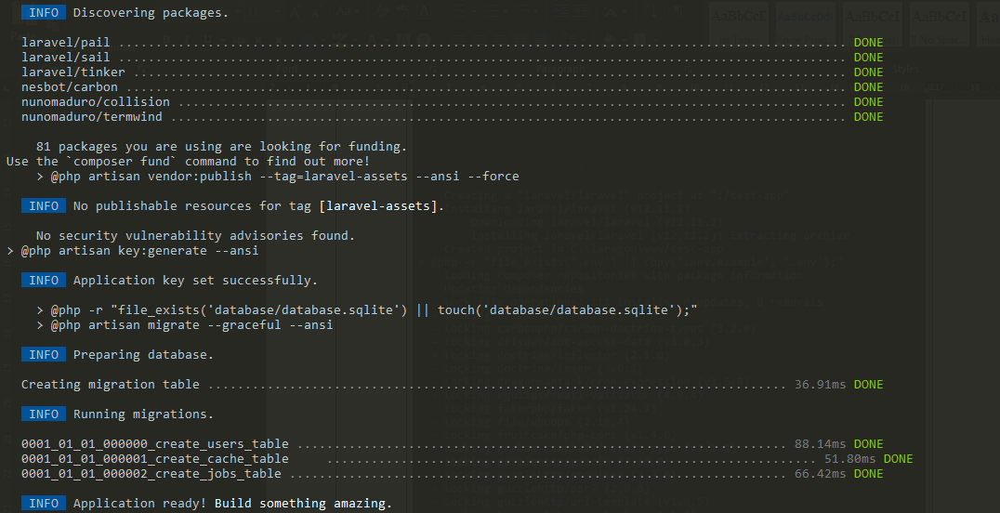 INFO Discovering packages.
laravel/pail .................................................................................................. DONE
laravel/sail .................................................................................................. DONE
laravel/tinker ................................................................................................ DONE
nesbot/carbon ................................................................................................. DONE
nunomaduro/collision .......................................................................................... DONE
nunomaduro/termwind ........................................................................................... DONE
81 packages you are using are looking for funding.
Use the `composer fund` command to find out more!
> @php artisan vendor:publish --tag=laravel-assets --ansi --force
INFO No publishable resources for tag [laravel-assets].
No security vulnerability advisories found.
> @php artisan key:generate --ansi
INFO Application key set successfully.
> @php -r "file_exists('database/database.sqlite') || touch('database/database.sqlite');"
> @php artisan migrate --graceful --ansi
INFO Preparing database.
Creating migration table .............................................................................. 36.91ms DONE
INFO Running migrations.
0001_01_01_000000_create_users_table .................................................................. 88.14ms DONE
0001_01_01_000001_create_cache_table .................................................................. 51.80ms DONE
0001_01_01_000002_create_jobs_table ................................................................... 66.42ms DONE
INFO Application ready! Build something amazing.